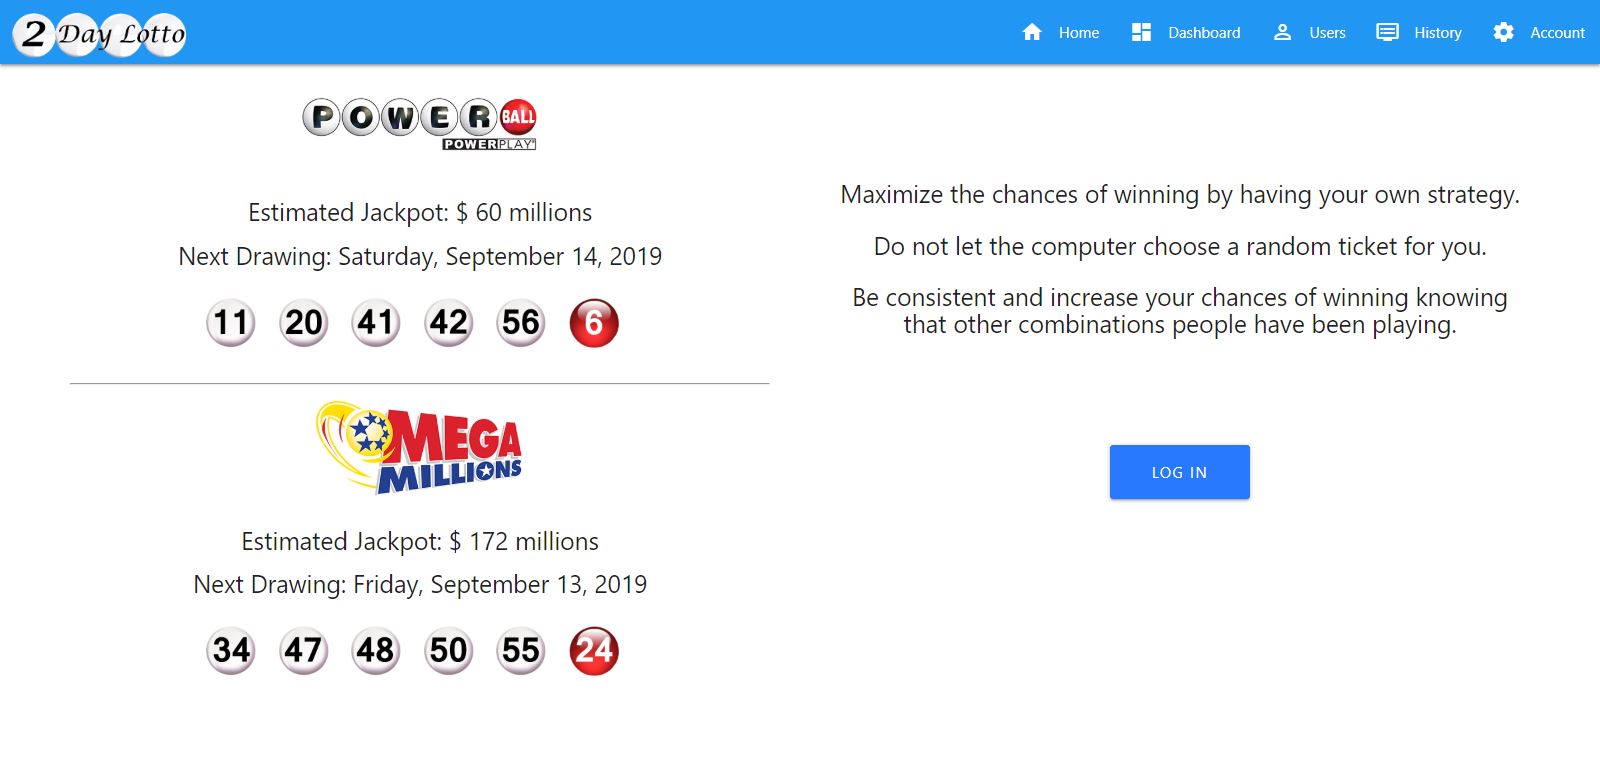 2 Day Lotto
Home Dashboard Users History Account
POWER BALL
POWERPLAY®
Estimated Jackpot: $ 60 millions
Next Drawing: Saturday, September 14, 2019
11 20 41 42 56 6
MEGA
MILLIONS
Estimated Jackpot: $ 172 millions
Next Drawing: Friday, September 13, 2019
34 47 48 50 55 24
Maximize the chances of winning by having your own strategy.
Do not let the computer choose a random ticket for you.
Be consistent and increase your chances of winning knowing
that other combinations people have been playing.
LOG IN